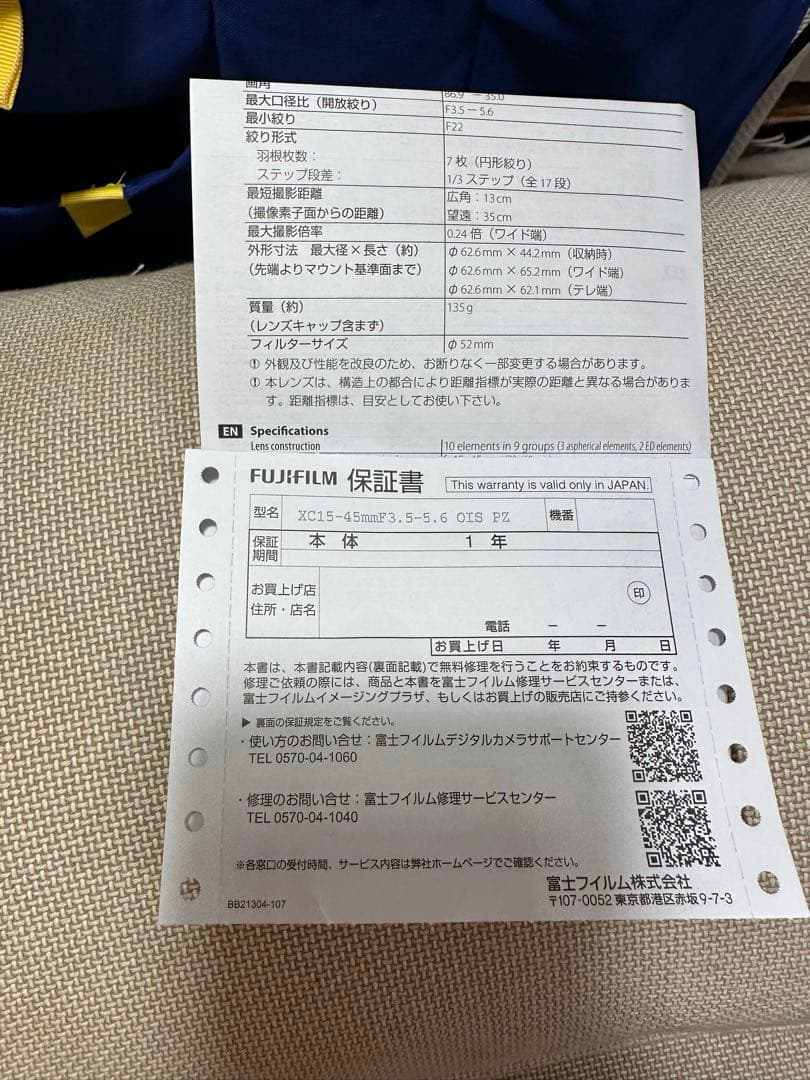 画角 86.9 － 35.0
最大口径比（開放絞り） F3.5－5.6
最小絞り F22
絞り形式
羽根枚数： 7 枚（円形絞り）
ステップ段差： 1/3 ステップ（全 17 段）
最短撮影距離 広角：13cm
（撮像素子面からの距離） 望遠：35cm
最大撮影倍率 0.24 倍（ワイド端）
外形寸法　最大径×長さ（約） φ 62.6mm × 44.2mm（収納時）
（先端よりマウント基準面まで） φ 62.6mm × 65.2mm（ワイド端）
φ 62.6mm × 62.1mm（テレ端）
質量（約） 135g
（レンズキャップ含まず）
フィルターサイズ φ 52mm
① 外観及び性能を改良のため、お断りなく一部変更する場合があります。
① 本レンズは、構造上の都合により距離指標が実際の距離と異なる場合がありま
す。距離指標は、目安としてお使い下さい。
EN Specifications
Lens construction 10 elements in 9 groups (3 aspherical elements, 2 ED elements)
FUJIFILM 保証書 This warranty is valid only in JAPAN.
型名 XC15-45mmF3.5-5.6 OIS PZ 機番
保証期間 本体 1年
お買上げ店
住所・店名 印
電話 － －
お買上げ日 年 月 日
本書は、本書記載内容(裏面記載)で無料修理を行うことをお約束するものです。
修理ご依頼の際には、商品と本書を富士フイルム修理サービスセンターまたは、
富士フイルムイメージングプラザ、もしくはお買上げの販売店にご持参ください。
▶ 裏面の保証規定をご覧ください。
・使い方のお問い合せ：富士フイルムデジタルカメラサポートセンター
TEL 0570-04-1060
・修理のお問い合せ：富士フイルム修理サービスセンター
TEL 0570-04-1040
※各窓口の受付時間、サービス内容は弊社ホームページでご確認ください。
富士フイルム株式会社
BB21304-107 〒107-0052 東京都港区赤坂9-7-3